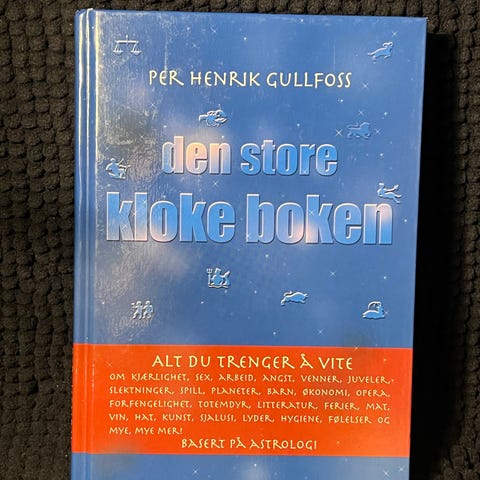 PER HENRIK GULLFOSS
den store
kloke boken
ALT DU TRENGER Å VITE
OM KJÆRLIGHET, SEX, ARBEID, ANGST, VENNER, JUVELER,
SLEKTNINGER, SPILL, PLANETER, BARN, ØKONOMI, OPERA,
FORFENGELIGHET, TOTEMDYR, LITTERATUR, FERIER, MAT,
VIN, HAT, KUNST, SJALUSI, LYDER, HYGIENE, FØLELSER OG
MYE, MYE MER!
BASERT PÅ ASTROLOGI